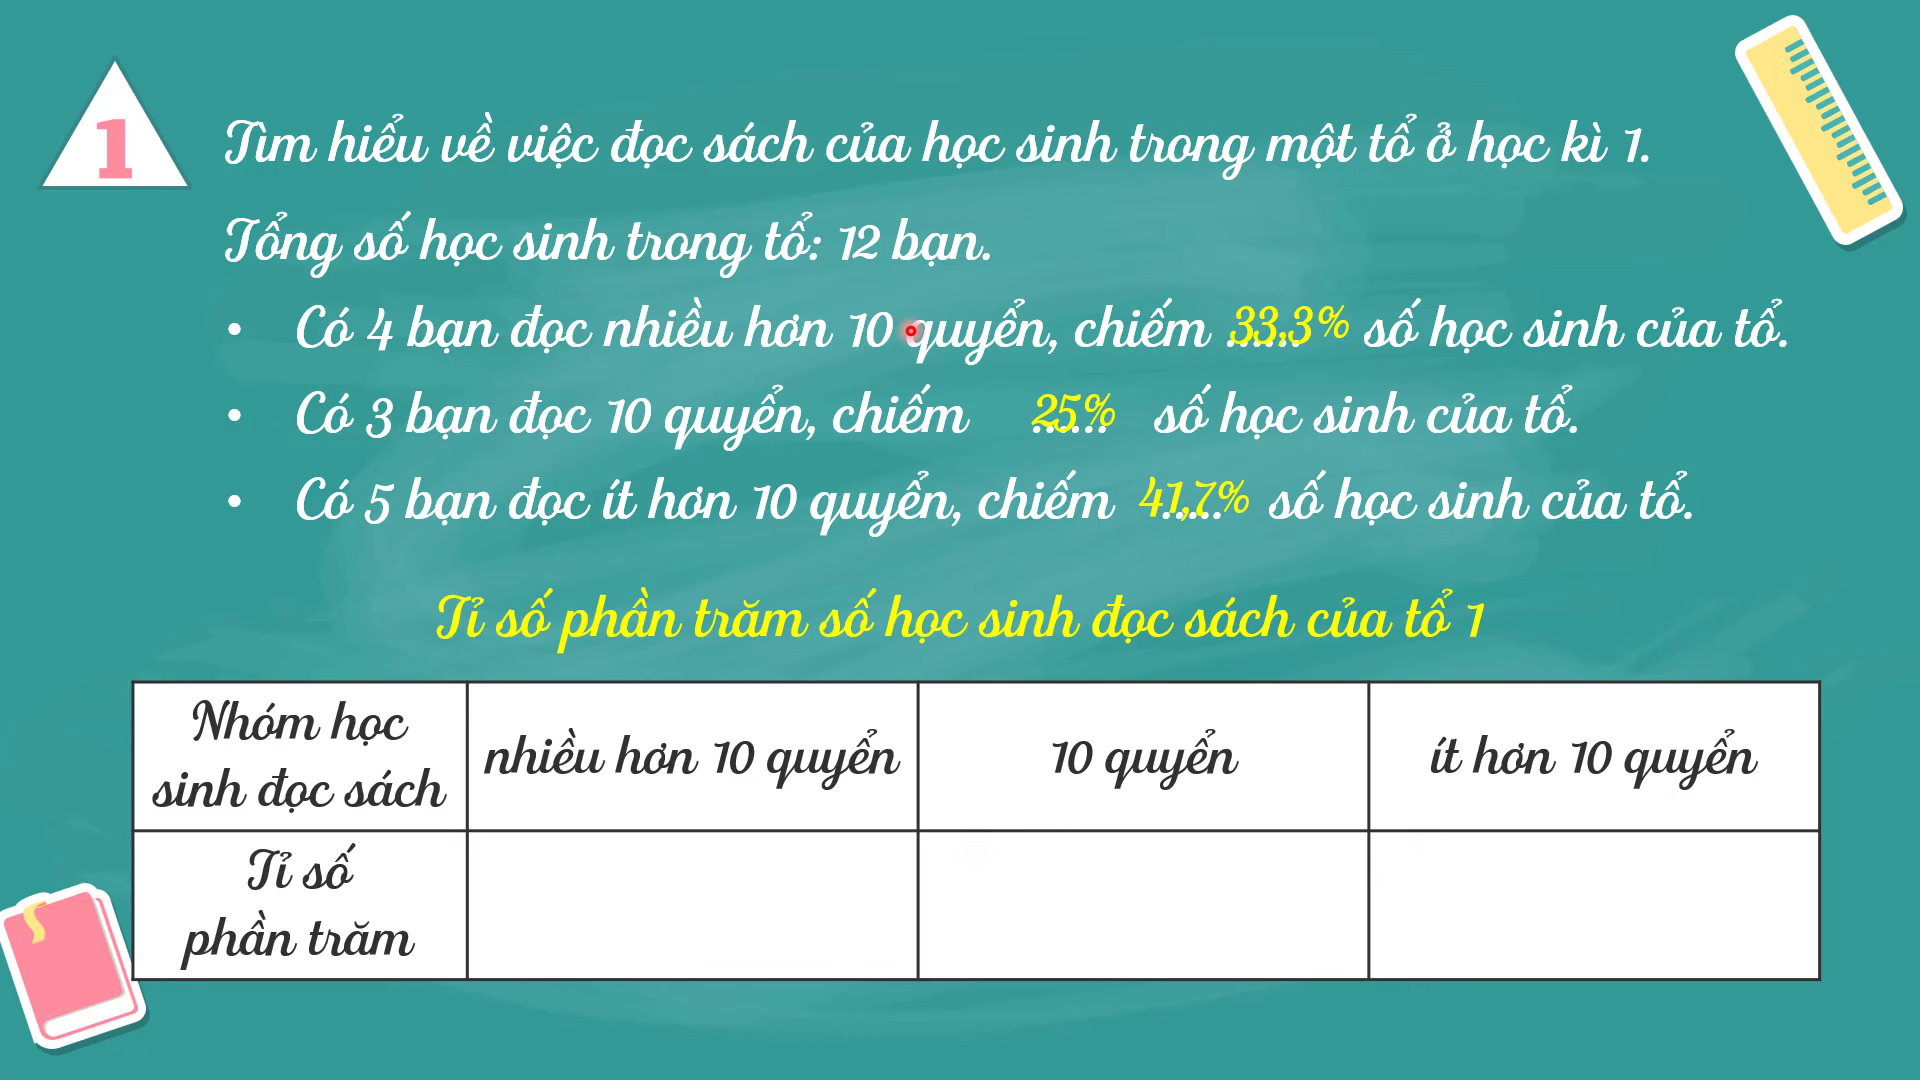 1
Tìm hiểu về việc đọc sách của học sinh trong một tổ ở học kì 1.
Tổng số học sinh trong tổ: 12 bạn.
• Có 4 bạn đọc nhiều hơn 10 quyển, chiếm ...33,3%... số học sinh của tổ.
• Có 3 bạn đọc 10 quyển, chiếm ...25%... số học sinh của tổ.
• Có 5 bạn đọc ít hơn 10 quyển, chiếm ...41,7%... số học sinh của tổ.
Tỉ số phần trăm số học sinh đọc sách của tổ 1
Nhóm học
sinh đọc sách
nhiều hơn 10 quyển
10 quyển
ít hơn 10 quyển
Tỉ số
phần trăm